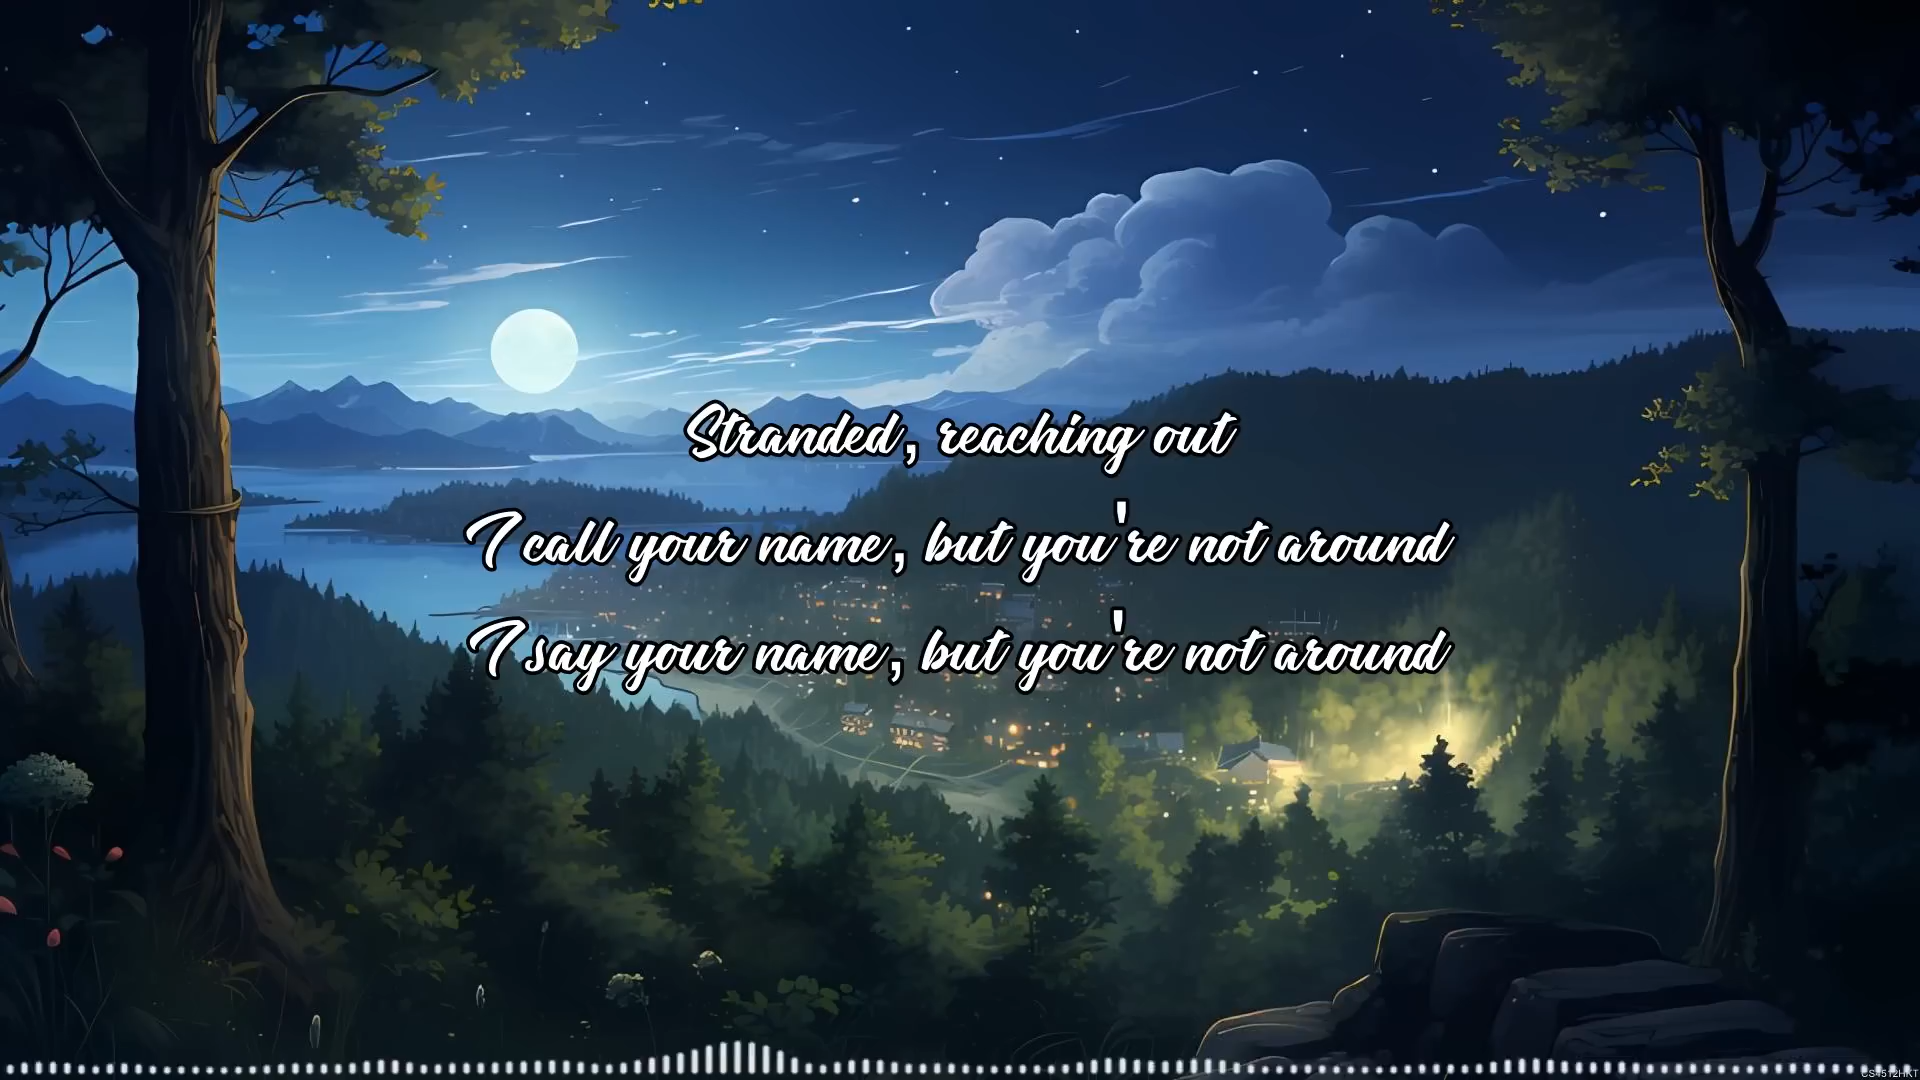 Stranded, reaching out
I call your name, but you're not around
I say your name, but you're not around
CS4512HKT